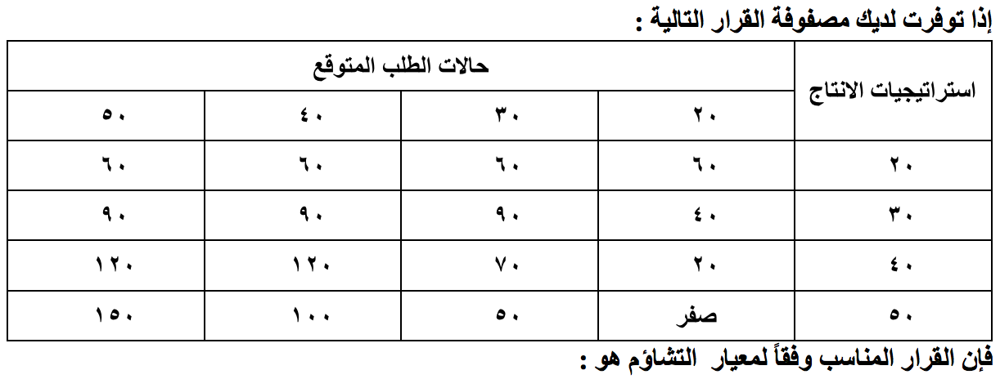 إذا توفرت لديك مصفوفة القرار التالية :
استراتيجيات الانتاج حالات الطلب المتوقع
٢٠ ٣٠ ٤٠ ٥٠
٢٠ ٦٠ ٦٠ ٦٠ ٦٠
٣٠ ٤٠ ٩٠ ٩٠ ٩٠
٤٠ ٢٠ ٧٠ ١٢٠ ١٢٠
٥٠ صفر ٥٠ ١٠٠ ١٥٠
فإن القرار المناسب وفقاً لمعيار التشاؤم هو :